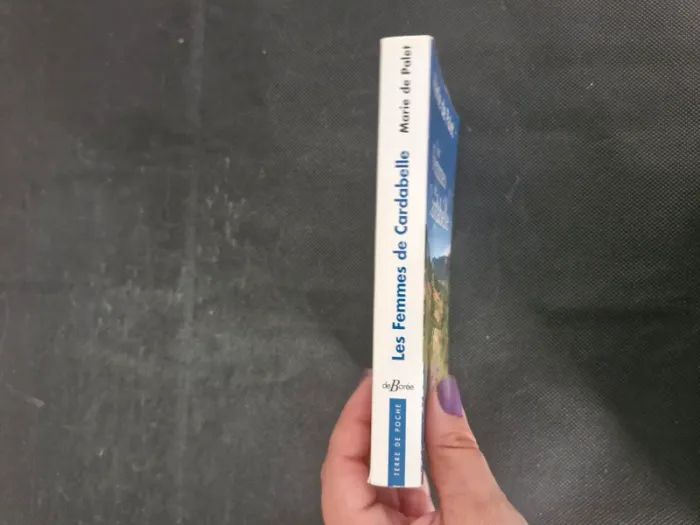 Marie de Palet
Les Femmes de Cardabelle
deBorée
TERRE DE POCHE